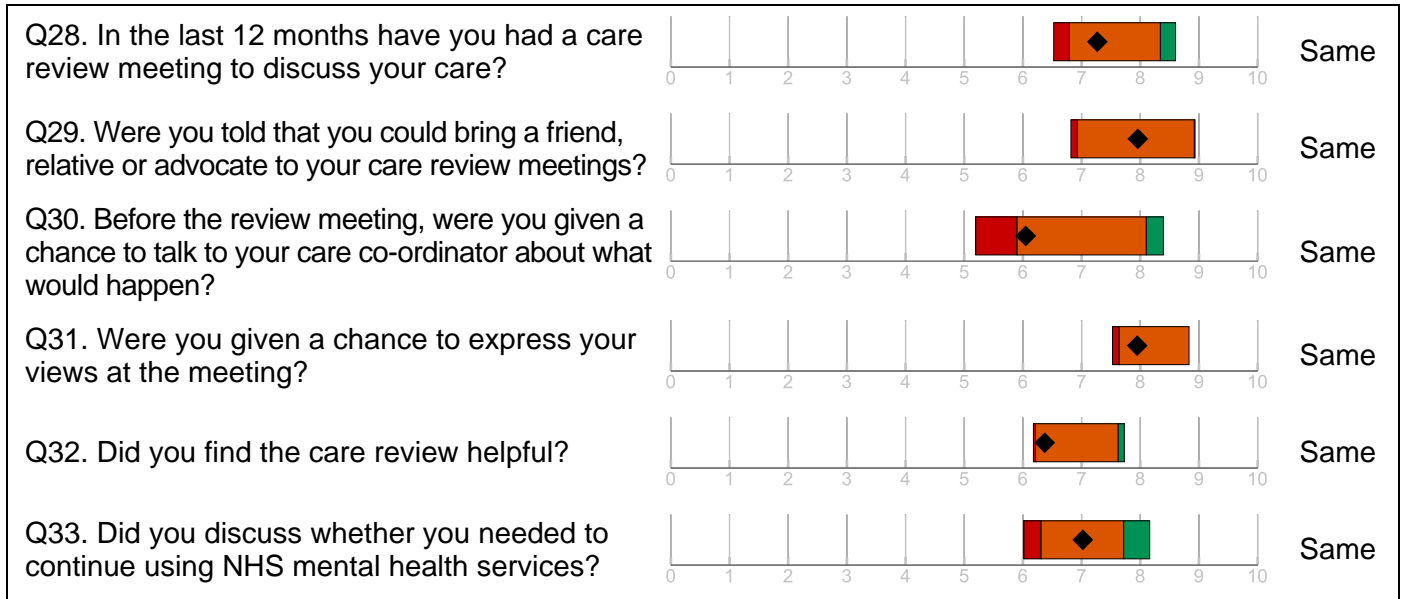 Q28. In the last 12 months have you had a care
review meeting to discuss your care?
0 1 2 3 4 5 6 7 8 9 10
Same
Q29. Were you told that you could bring a friend,
relative or advocate to your care review meetings?
0 1 2 3 4 5 6 7 8 9 10
Same
Q30. Before the review meeting, were you given a
chance to talk to your care co-ordinator about what
would happen?
0 1 2 3 4 5 6 7 8 9 10
Same
Q31. Were you given a chance to express your
views at the meeting?
0 1 2 3 4 5 6 7 8 9 10
Same
Q32. Did you find the care review helpful?
0 1 2 3 4 5 6 7 8 9 10
Same
Q33. Did you discuss whether you needed to
continue using NHS mental health services?
0 1 2 3 4 5 6 7 8 9 10
Same